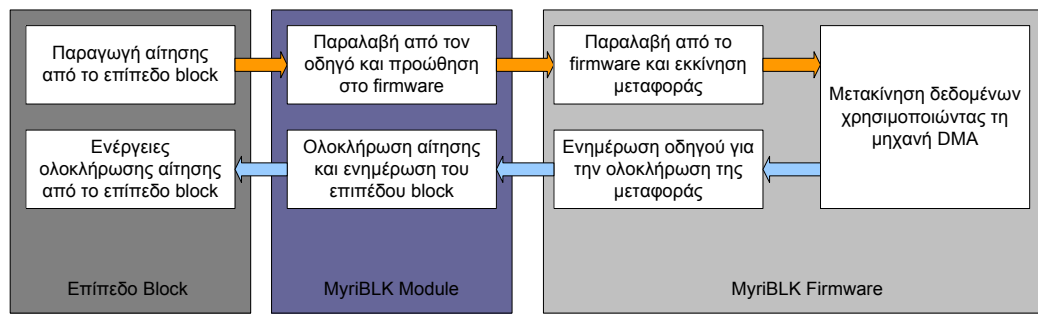 Παραγωγή αίτησης
από το επίπεδο block
Παραλαβή από τον
οδηγό και προώθηση
στο firmware
Παραλαβή από το
firmware και εκκίνηση
μεταφοράς
Μετακίνηση δεδομένων
χρησιμοποιώντας τη
μηχανή DMA
Ενέργειες
ολοκλήρωσης αίτησης
από το επίπεδο block
Ολοκλήρωση αίτησης
και ενημέρωση του
επιπέδου block
Ενημέρωση οδηγού για
την ολοκλήρωση της
μεταφοράς
Επίπεδο Block
MyriBLK Module
MyriBLK Firmware